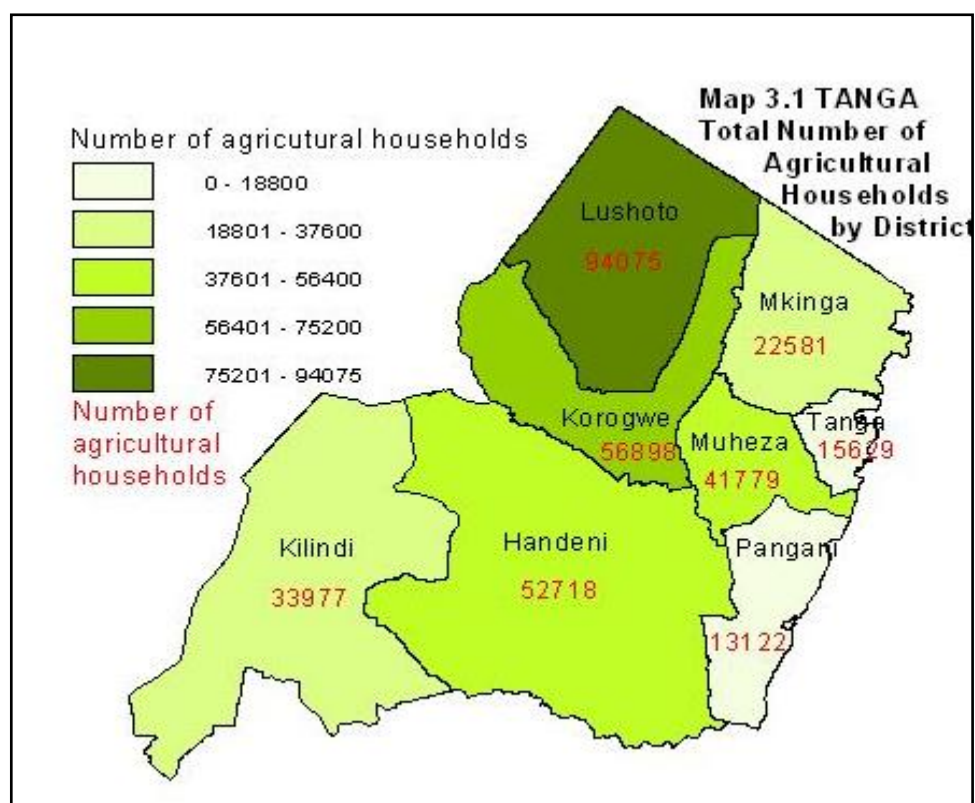 Map 3.1 TANGA
Total Number of
Agricultural
Households
by District
Number of agricutural households
0 - 18800
18801 - 37600
37601 - 56400
56401 - 75200
75201 - 94075
Number of
agricultural
households
Lushoto
94075
Mkinga
22581
Korogwe
56898
Muheza
41779
Tanga
15629
Kilindi
33977
Handeni
52718
Pangani
13122